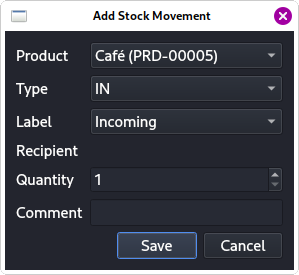 Add Stock Movement
Product Café (PRD-00005)
Type IN
Label Incoming
Recipient
Quantity 1
Comment
Save Cancel